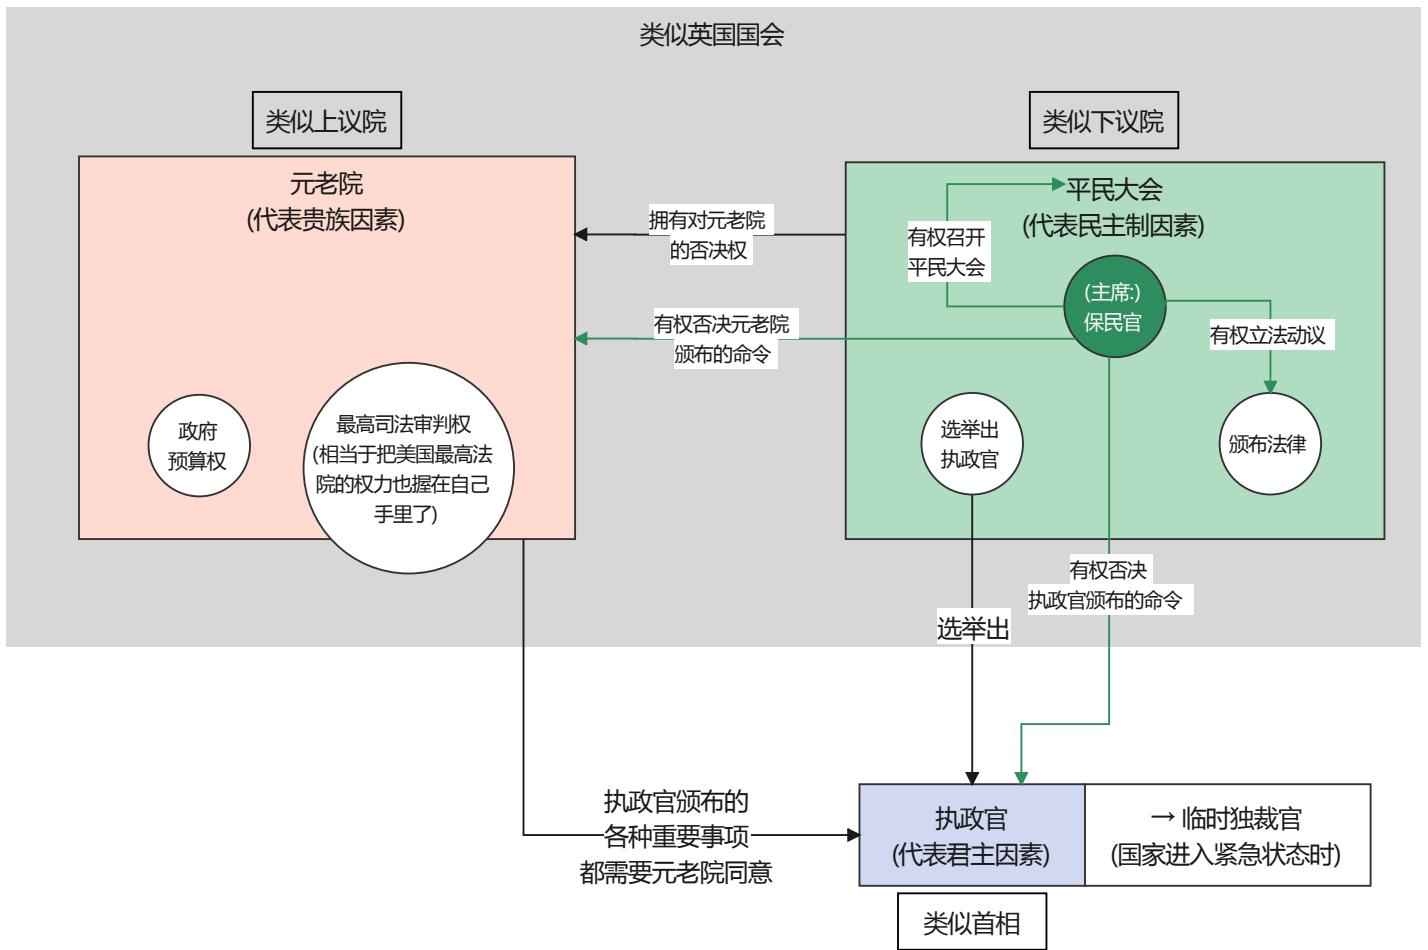 类似英国国会
类似上议院
类似下议院
元老院
(代表贵族因素)
平民大会
(代表民主制因素)
拥有对元老院
的否决权
有权召开
平民大会
(主席:)
保民官
有权否决元老院
颁布的命令
有权立法动议
政府
预算权
最高司法审判权
(相当于把美国最高法
院的权力也握在自己
手里了)
选举出
执政官
颁布法律
有权否决
执政官颁布的命令
选举出
执政官颁布的
各种重要事项
都需要元老院同意
执政官
(代表君主因素)
→ 临时独裁官
(国家进入紧急状态时)
类似首相